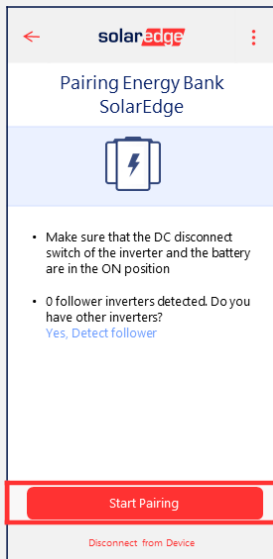 solaredge
Pairing Energy Bank
SolarEdge
• Make sure that the DC disconnect
switch of the inverter and the battery
are in the ON position
• 0 follower inverters detected. Do you
have other inverters?
Yes, Detect follower
Start Pairing
Disconnect from Device